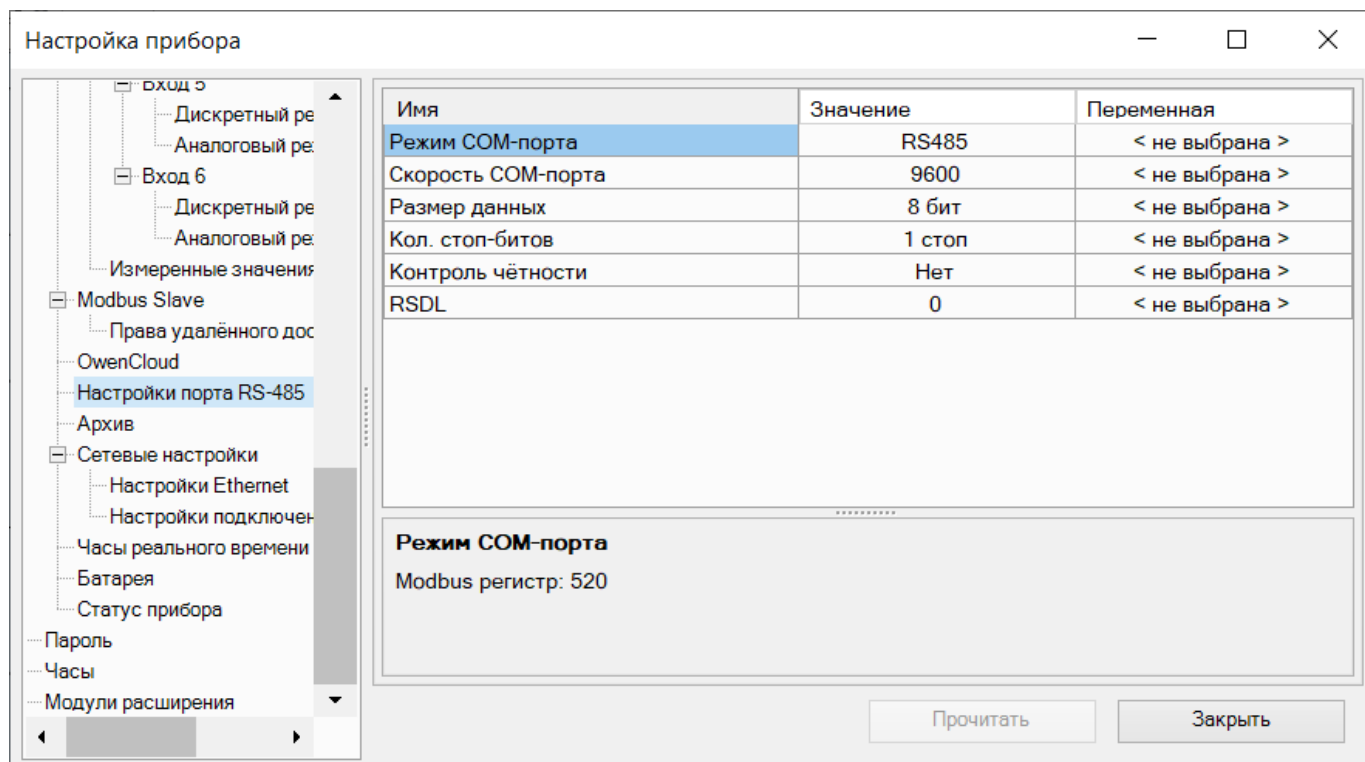 Настройка прибора
Вход 5
Дискретный ре
Аналоговый ре
Вход 6
Дискретный ре
Аналоговый ре
Измеренные значения
Modbus Slave
Права удалённого дос
OwenCloud
Настройки порта RS-485
Архив
Сетевые настройки
Настройки Ethernet
Настройки подключен
Часы реального времени
Батарея
Статус прибора
Пароль
Часы
Модули расширения
Имя Значение Переменная
Режим COM-порта RS485 < не выбрана >
Скорость COM-порта 9600 < не выбрана >
Размер данных 8 бит < не выбрана >
Кол. стоп-битов 1 стоп < не выбрана >
Контроль чётности Нет < не выбрана >
RSDL 0 < не выбрана >
Режим COM-порта
Modbus регистр: 520
Прочитать Закрыть